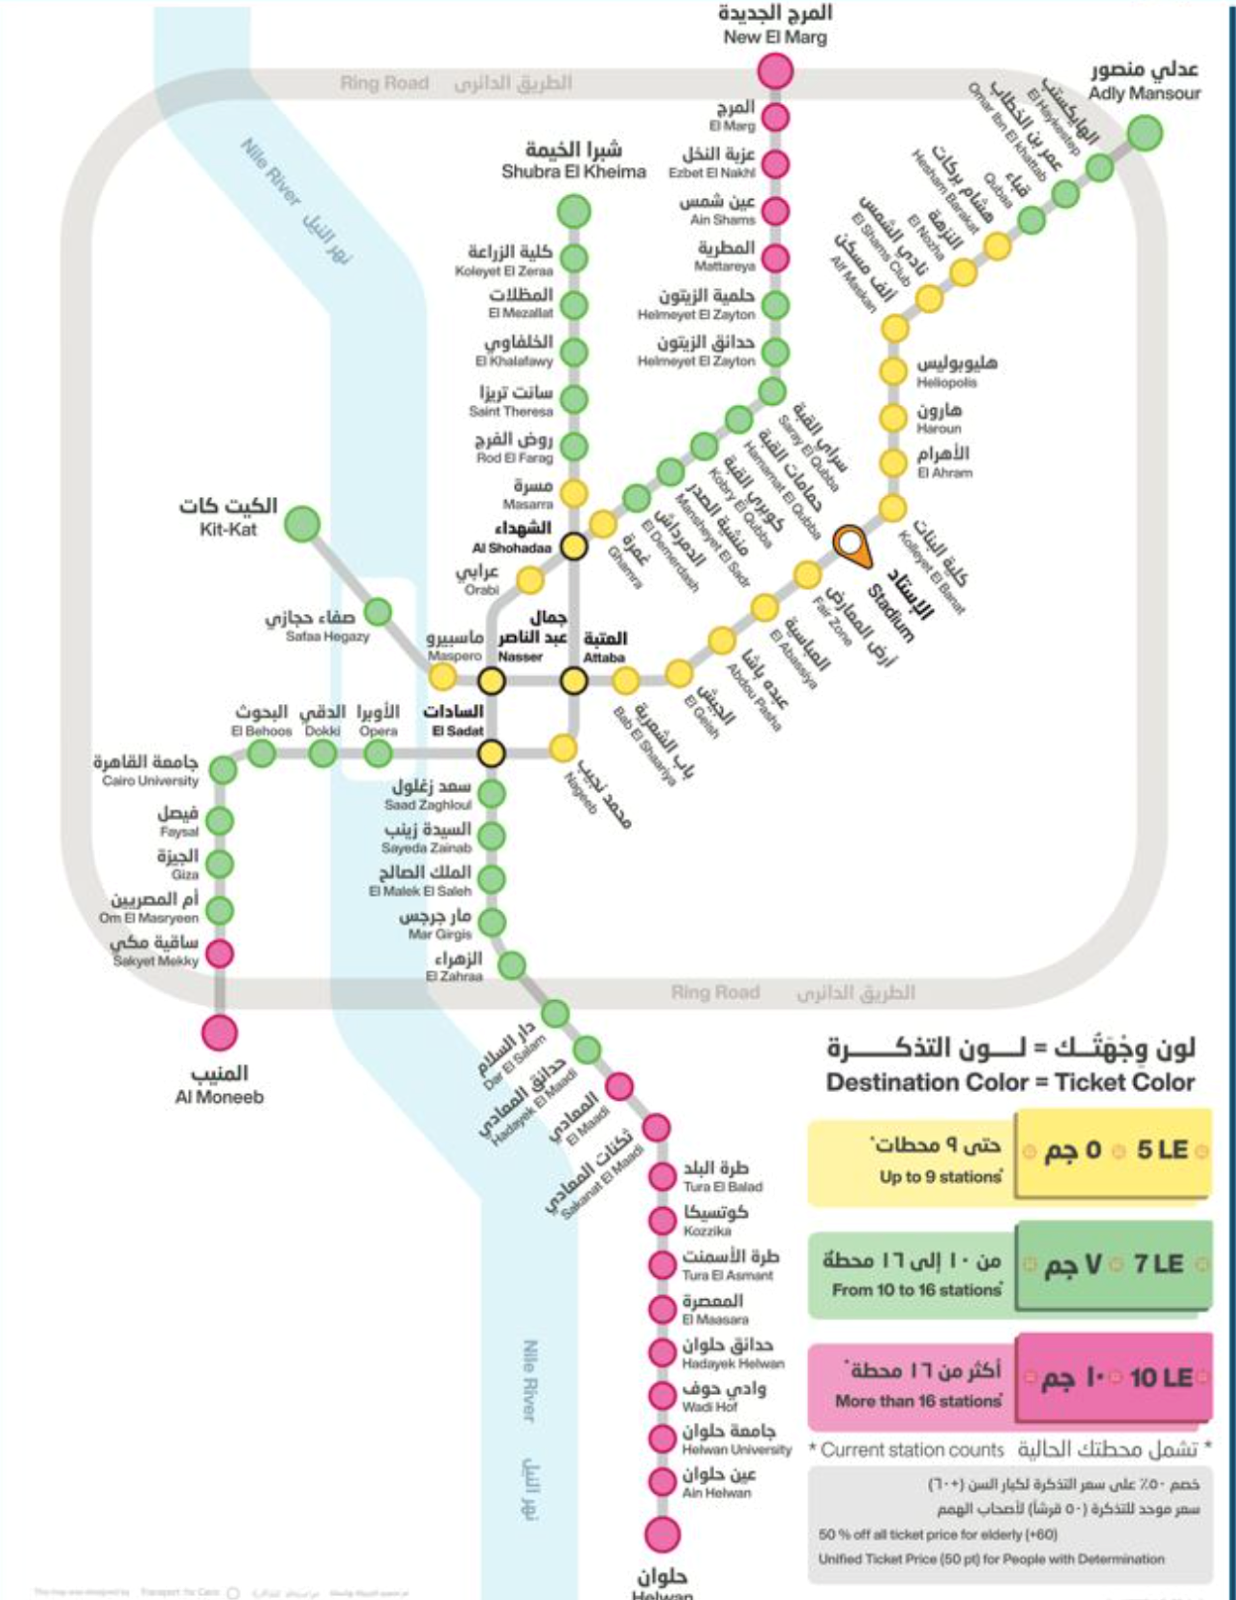 المرج الجديدة
New El Marg
عدلي منصور
Adly Mansour
Ring Road الطريق الدائرى
الهايكستب
El Haykestep
عمر بن الخطاب
Omar Ibn El khattab
قباء
Qubaa
هشام بركات
Hesham Barakat
النزهة
El Nozha
نادي الشمس
El Shams Club
ألف مسكن
Alf Maskan
المرج
El Marg
عزبة النخل
Ezbet El Nakhl
عين شمس
Ain Shams
المطرية
Mattareya
حلمية الزيتون
Helmeyet El Zayton
حدائق الزيتون
Helmeyet El Zayton
Nile River نهر النيل
شبرا الخيمة
Shubra El Kheima
كلية الزراعة
Koleyet El Zeraa
المظلات
El Mezallat
الخلفاوي
El Khalafawy
سانت تريزا
Saint Theresa
روض الفرج
Rod El Farag
مسرة
Masarra
الشهداء
Al Shohadaa
عرابي
Orabi
هليوبوليس
Heliopolis
هارون
Haroun
الأهرام
El Ahram
كلية البنات
Kolleyet El Banat
سراي القبة
Saray El Qubba
حمامات القبة
Hamamat El Qubba
كوبري القبة
Kobry El Qubba
منشية الصدر
Mansheyet El Sadr
الدمرداش
El Demerdash
غمرة
Ghamra
الإستاد
Stadium
أرض المعارض
Fair Zone
العباسية
El Abassiya
عبده باشا
Abdou Pasha
الجيش
El Geish
باب الشعرية
Bab El Shaariya
الكيت كات
Kit-Kat
صفاء حجازي
Safaa Hegazy
ماسبيرو
Maspero
جمال
عبد الناصر
Nasser
العتبة
Attaba
محمد نجيب
Nageeb
السادات
El Sadat
الأوبرا
Opera
الدقي
Dokki
البحوث
El Behoos
جامعة القاهرة
Cairo University
فيصل
Faysal
الجيزة
Giza
أم المصريين
Om El Masryeen
ساقية مكي
Sakyet Mekky
المنيب
Al Moneeb
سعد زغلول
Saad Zaghloul
السيدة زينب
Sayeda Zainab
الملك الصالح
El Malek El Saleh
مار جرجس
Mar Girgis
الزهراء
El Zahraa
Ring Road الطريق الدائرى
دار السلام
Dar El Salam
حدائق المعادي
Hadayek El Maadi
المعادي
El Maadi
ثكنات المعادي
Sakanat El Maadi
طرة البلد
Tura El Balad
كوتسيكا
Kozzika
طرة الأسمنت
Tura El Asmant
المعصرة
El Maasara
حدائق حلوان
Hadayek Helwan
وادي حوف
Wadi Hof
جامعة حلوان
Helwan University
عين حلوان
Ain Helwan
حلوان
Helwan
Nile River نهر النيل
لون وِجْهَتُــك = لــون التذكــــرة
Destination Color = Ticket Color
حتى ٩ محطات*
Up to 9 stations*
٥ جم 5 LE
من ١٠ إلى ١٦ محطة*
From 10 to 16 stations*
٧ جم 7 LE
أكثر من ١٦ محطة*
More than 16 stations*
١٠ جم 10 LE
* Current station counts تشمل محطتك الحالية *
خصم ٥٠٪ على سعر التذكرة لكبار السن (+٦٠)
سعر موحد للتذكرة (٥٠ قرشاً) لأصحاب الهمم
50 % off all ticket price for elderly (+60)
Unified Ticket Price (50 pt) for People with Determination
This map was designed by Transport for Cairo